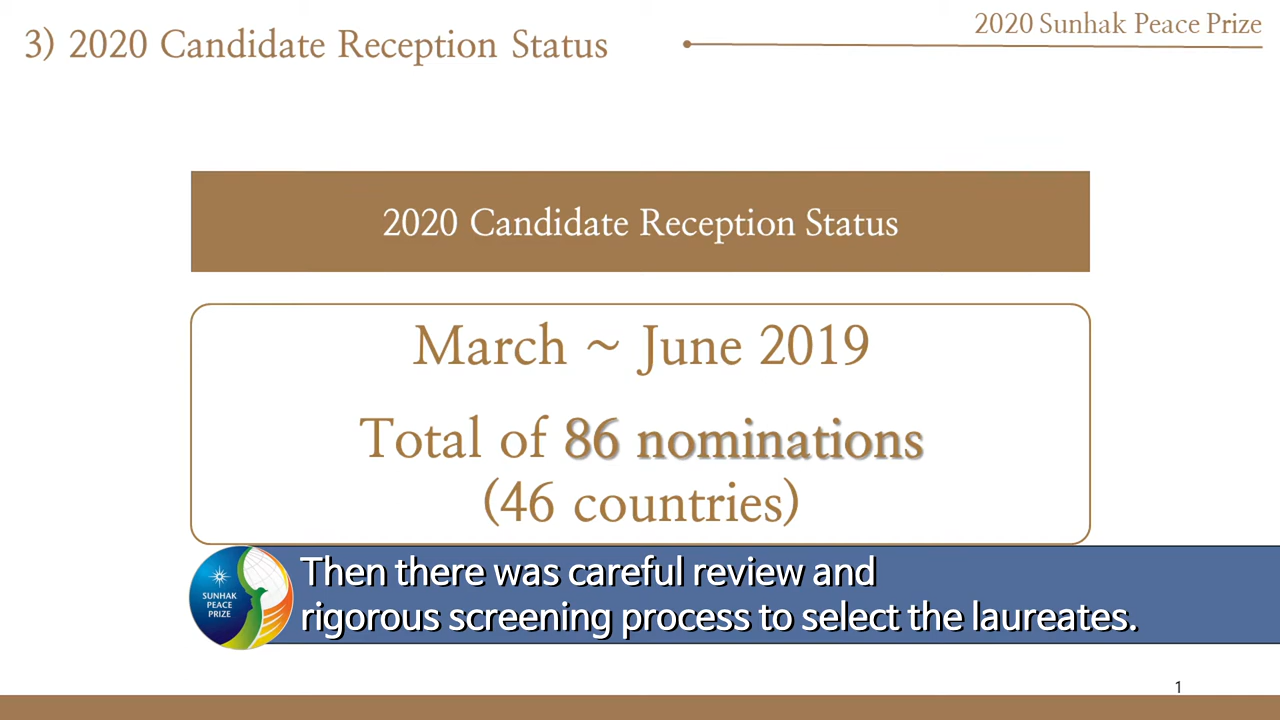 3) 2020 Candidate Reception Status
2020 Sunhak Peace Prize
2020 Candidate Reception Status
March ~ June 2019
Total of 86 nominations
(46 countries)
SUNHAK
PEACE
PRIZE
Then there was careful review and
rigorous screening process to select the laureates.
1